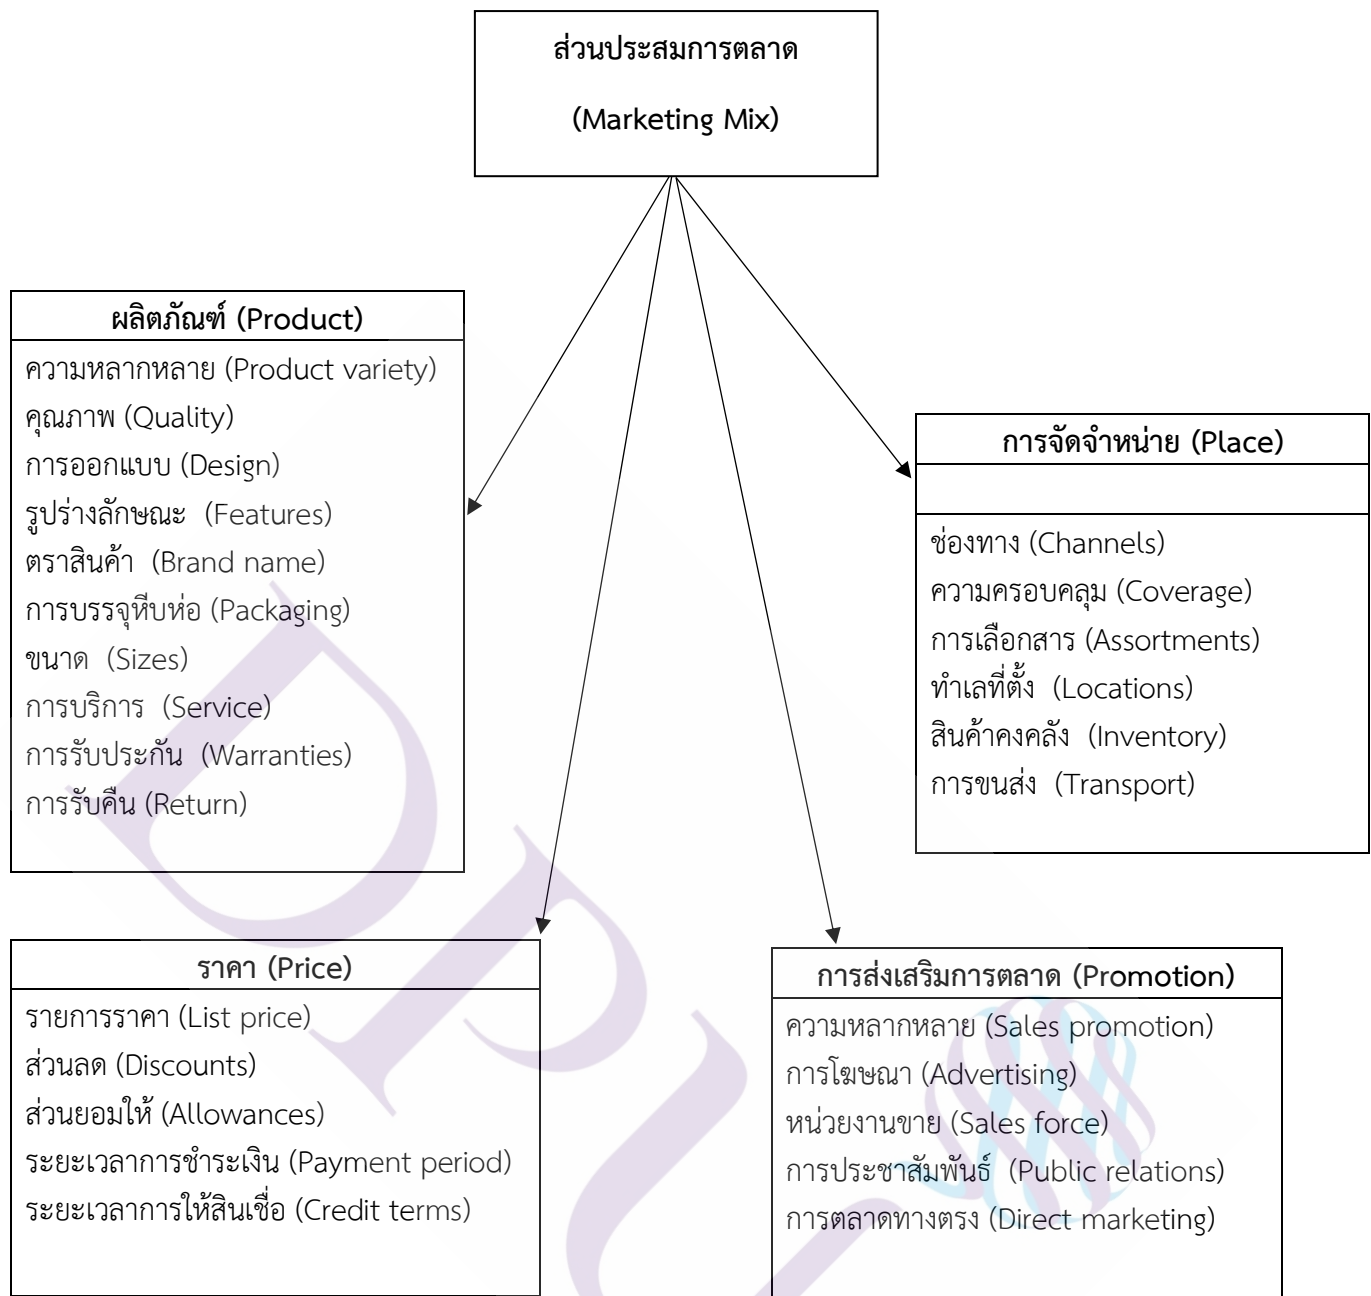 ส่วนประสมการตลาด
(Marketing Mix)
ผลิตภัณฑ์ (Product)
ความหลากหลาย (Product variety)
คุณภาพ (Quality)
การออกแบบ (Design)
รูปร่างลักษณะ (Features)
ตราสินค้า (Brand name)
การบรรจุหีบห่อ (Packaging)
ขนาด (Sizes)
การบริการ (Service)
การรับประกัน (Warranties)
การรับคืน (Return)
การจัดจำหน่าย (Place)
ช่องทาง (Channels)
ความครอบคลุม (Coverage)
การเลือกสาร (Assortments)
ทำเลที่ตั้ง (Locations)
สินค้าคงคลัง (Inventory)
การขนส่ง (Transport)
ราคา (Price)
รายการราคา (List price)
ส่วนลด (Discounts)
ส่วนยอมให้ (Allowances)
ระยะเวลาการชำระเงิน (Payment period)
ระยะเวลาการให้สินเชื่อ (Credit terms)
การส่งเสริมการตลาด (Promotion)
ความหลากหลาย (Sales promotion)
การโฆษณา (Advertising)
หน่วยงานขาย (Sales force)
การประชาสัมพันธ์ (Public relations)
การตลาดทางตรง (Direct marketing)
DPU